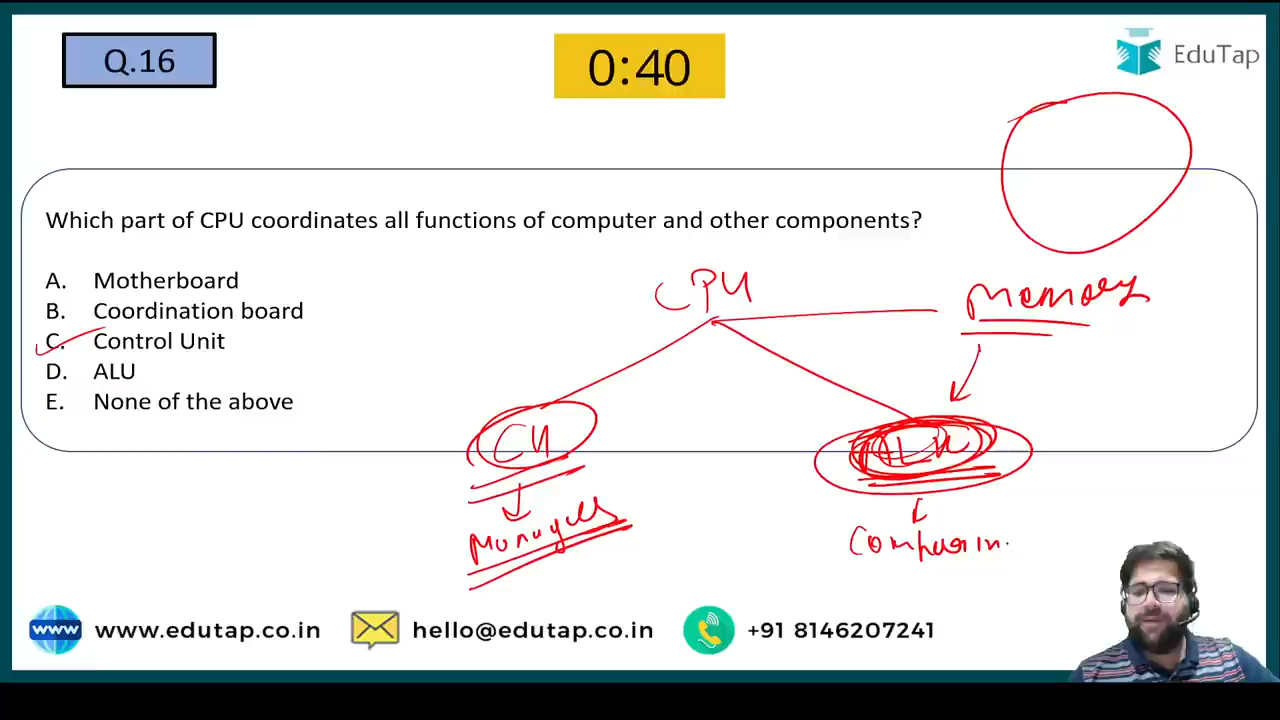 Q.16
0:40
EduTap
Which part of CPU coordinates all functions of computer and other components?
A. Motherboard
B. Coordination board
C. Control Unit
D. ALU
E. None of the above
CPU
Memory
CU
ALU
Comparin
www
www.edutap.co.in
hello@edutap.co.in
+91 8146207241